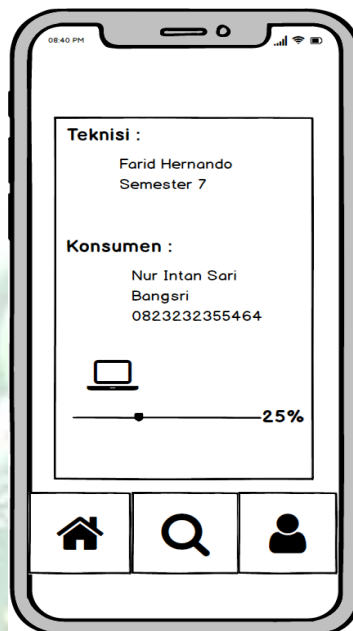 08:40 PM
Teknisi :
Farid Hernando
Semester 7
Konsumen :
Nur Intan Sari
Bangsri
0823232355464
25%